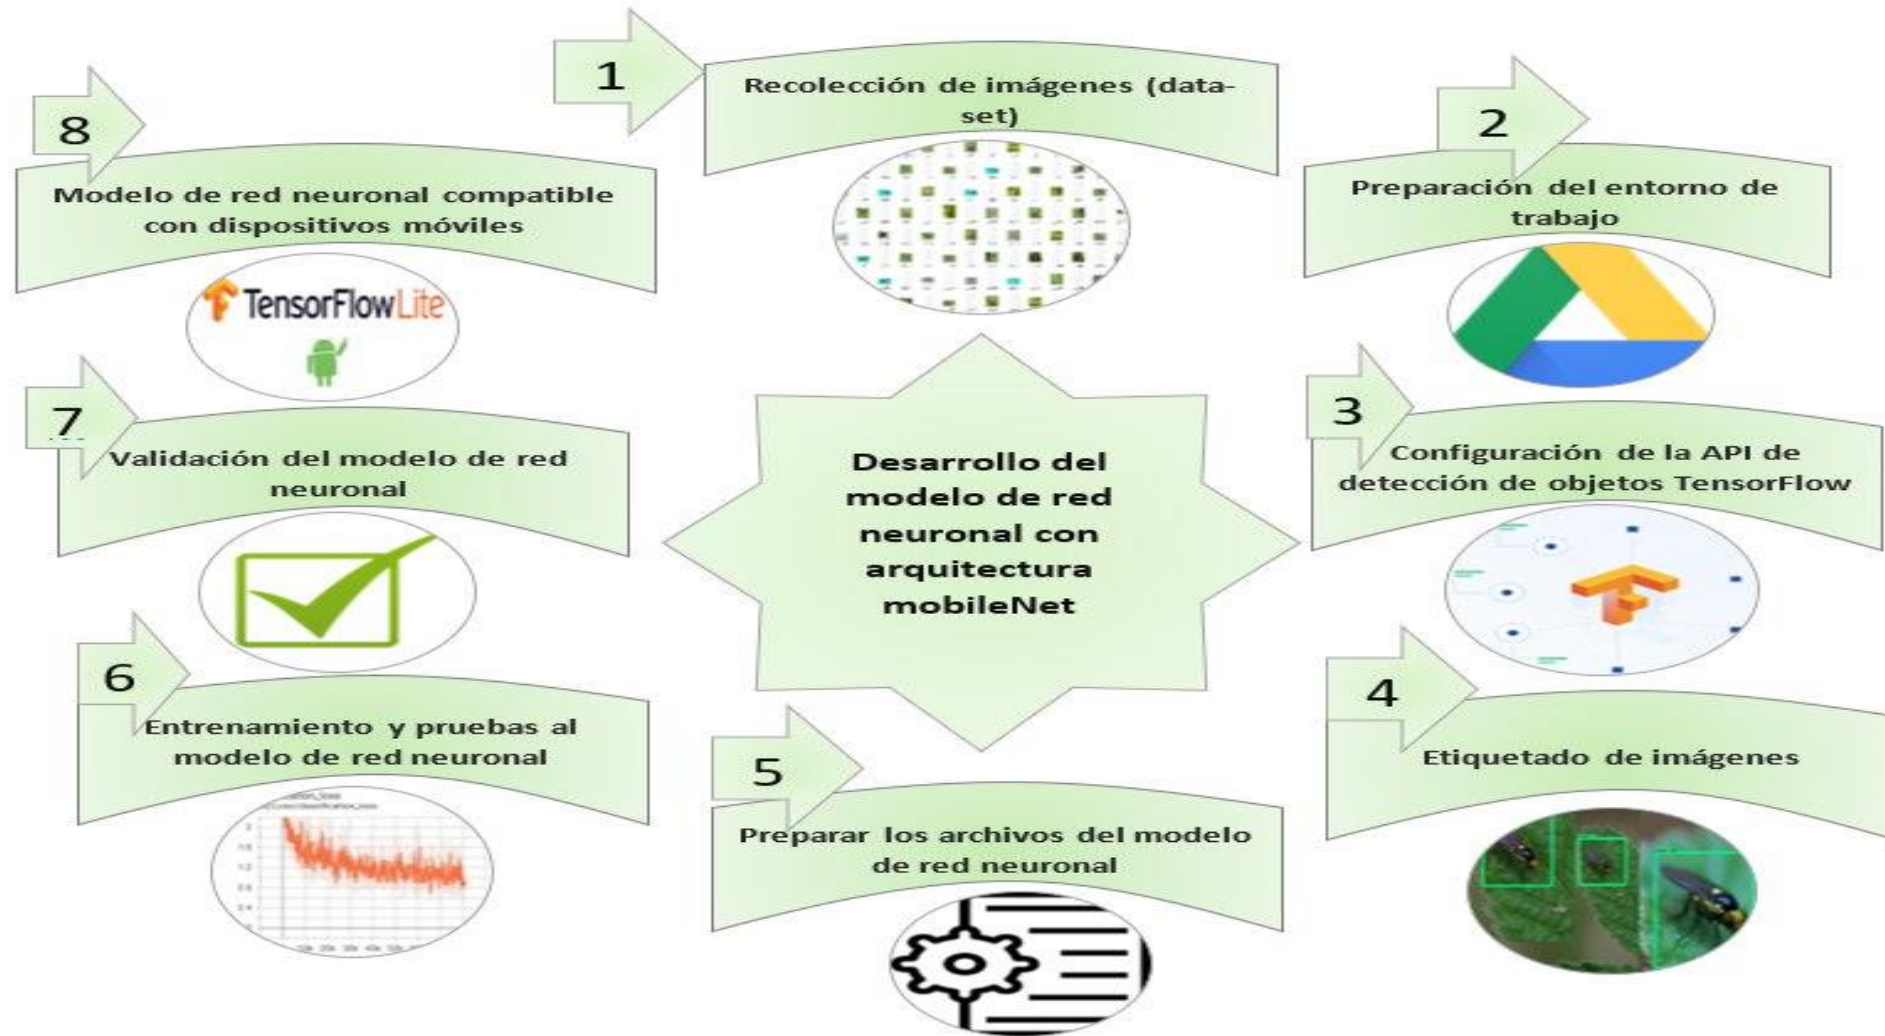 1
Recolección de imágenes (data-
set)
2
Preparación del entorno de
trabajo
3
Configuración de la API de
detección de objetos TensorFlow
4
Etiquetado de imágenes
5
Preparar los archivos del modelo
de red neuronal
6
Entrenamiento y pruebas al
modelo de red neuronal
7
Validación del modelo de red
neuronal
8
Modelo de red neuronal compatible
con dispositivos móviles
TensorFlowLite
Desarrollo del
modelo de red
neuronal con
arquitectura
mobileNet